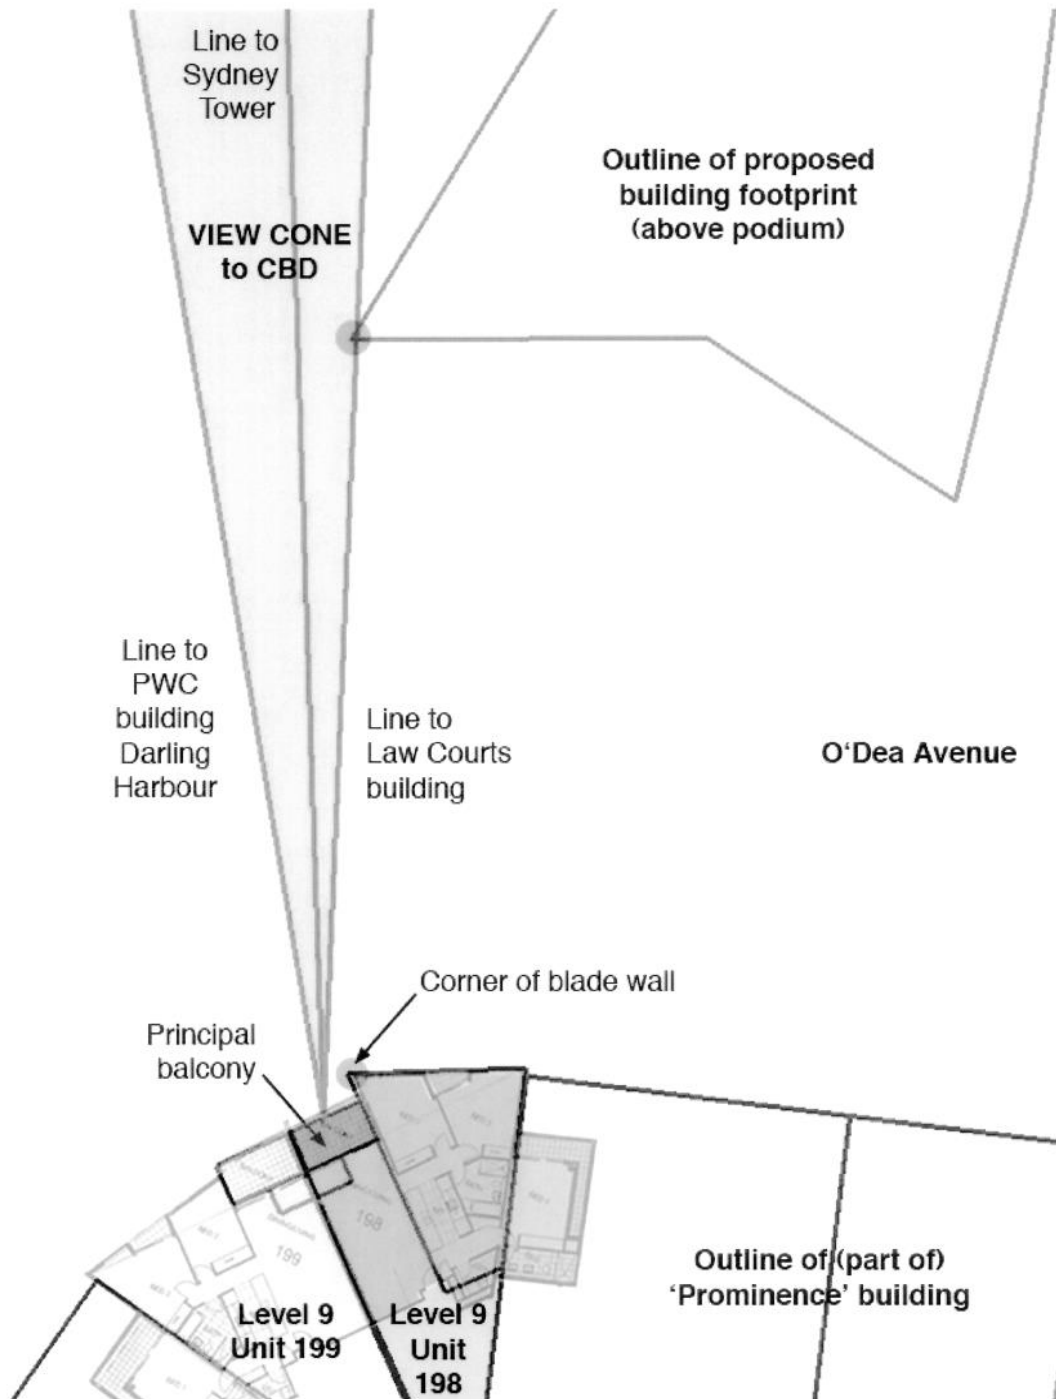 Line to
Sydney
Tower
Outline of proposed
building footprint
(above podium)
VIEW CONE
to CBD
Line to
PWC
building
Darling
Harbour
Line to
Law Courts
building
O‘Dea Avenue
Corner of blade wall
Principal
balcony
198
199
Outline of (part of)
‘Prominence’ building
Level 9
Unit 199
Level 9
Unit
198